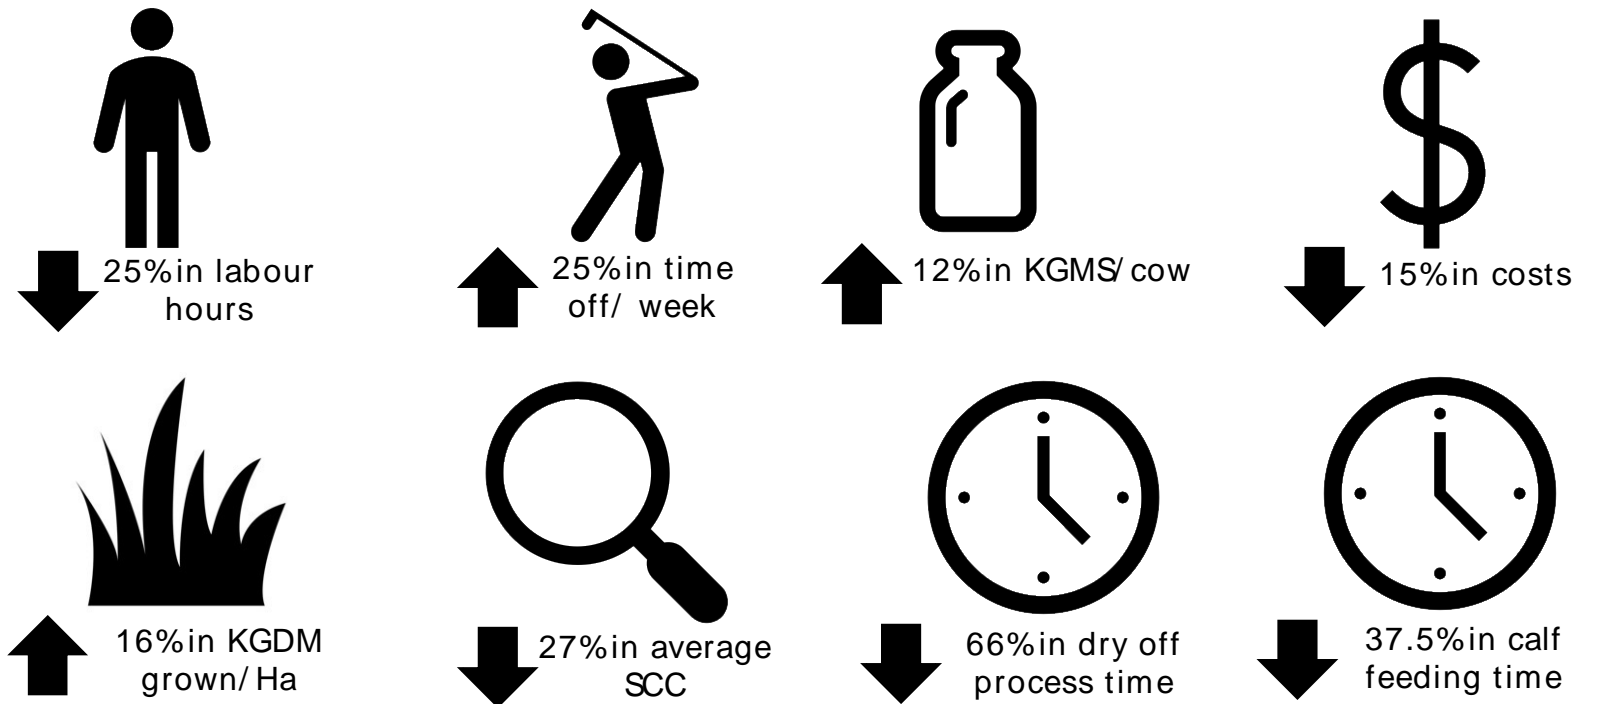 25% in labour
hours
25% in time
off/ week
12% in KGMS/ cow
15% in costs
16% in KGDM
grown/ Ha
27% in average
SCC
66% in dry off
process time
37.5% in calf
feeding time